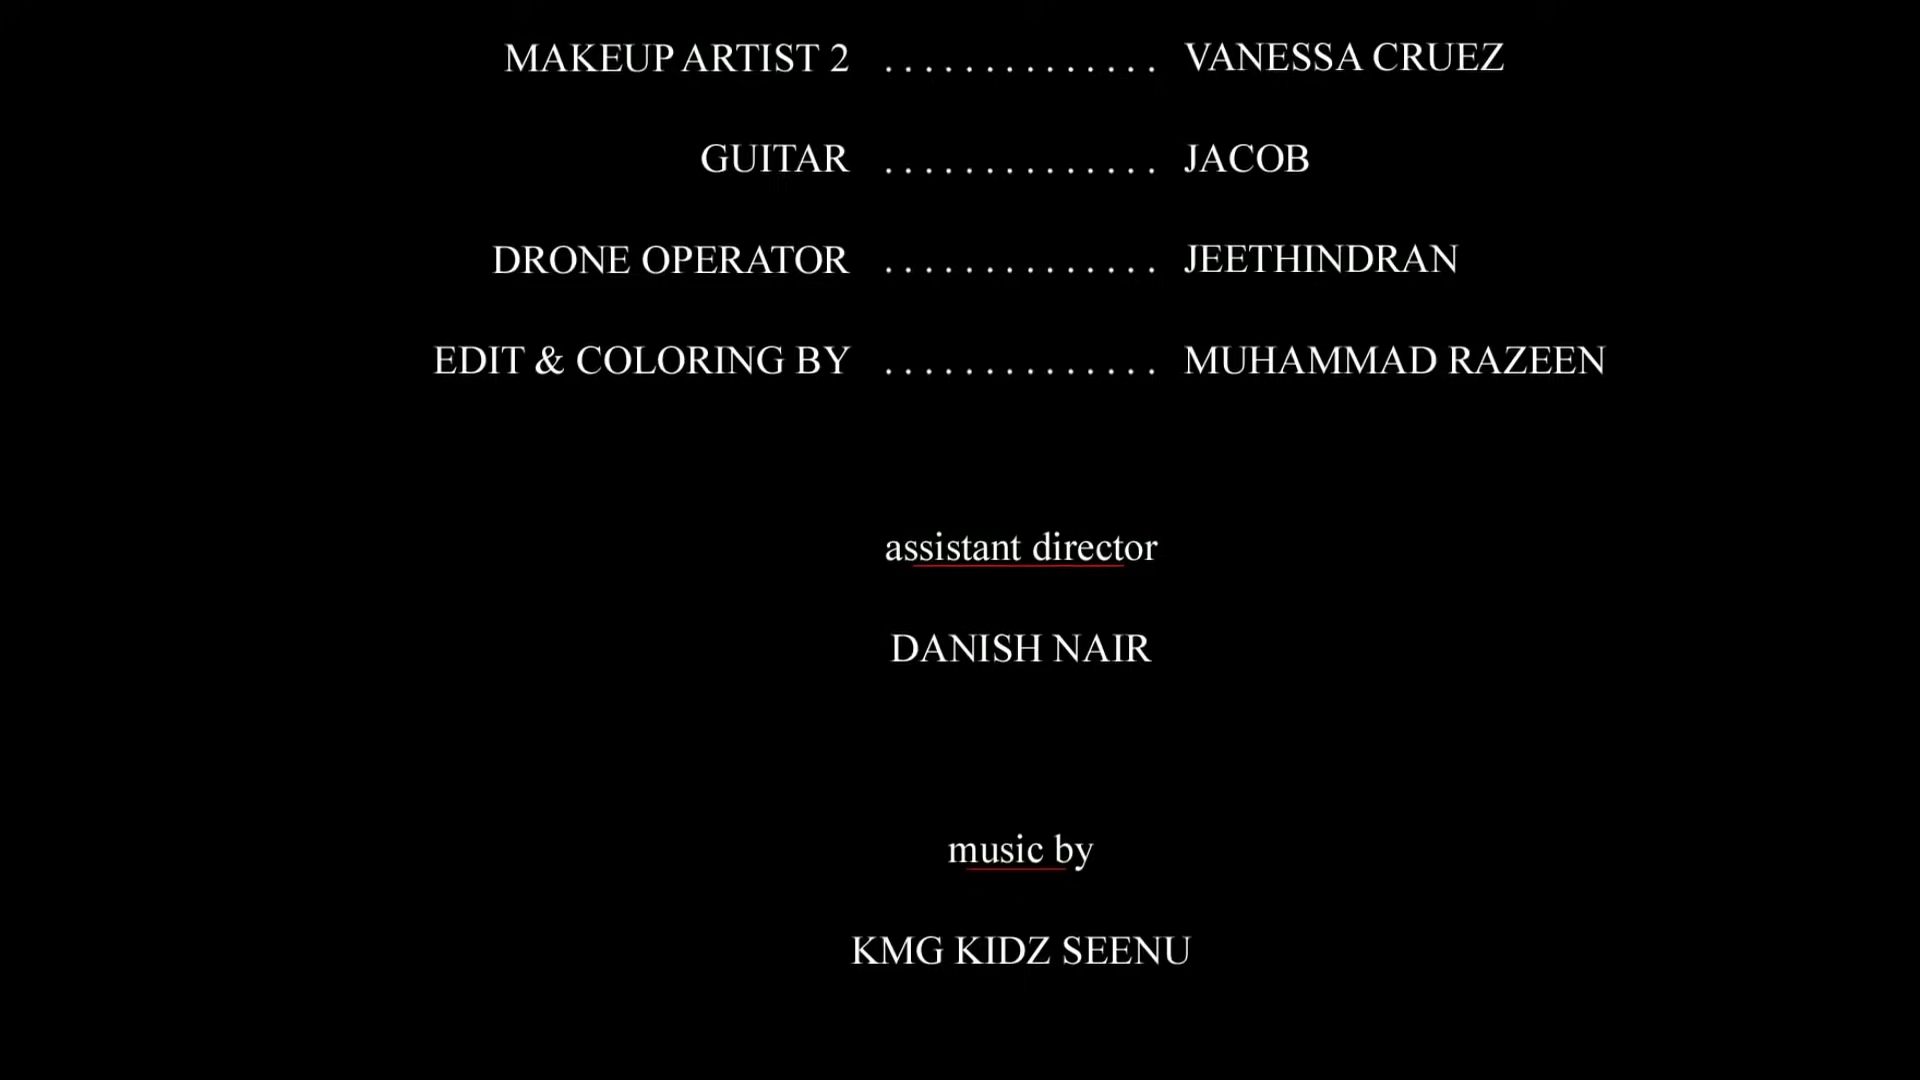 MAKEUP ARTIST 2 . . . . . . . . . . . . . . VANESSA CRUEZ
GUITAR . . . . . . . . . . . . . . JACOB
DRONE OPERATOR . . . . . . . . . . . . . . JEETHINDRAN
EDIT & COLORING BY . . . . . . . . . . . . . . MUHAMMAD RAZEEN
assistant director
DANISH NAIR
music by
KMG KIDZ SEENU